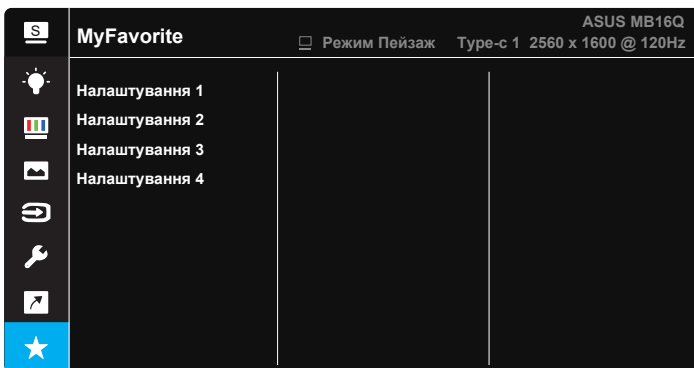 S
MyFavorite
ASUS MB16Q
Режим Пейзаж Type-c 1 2560 x 1600 @ 120Hz
Налаштування 1
Налаштування 2
Налаштування 3
Налаштування 4